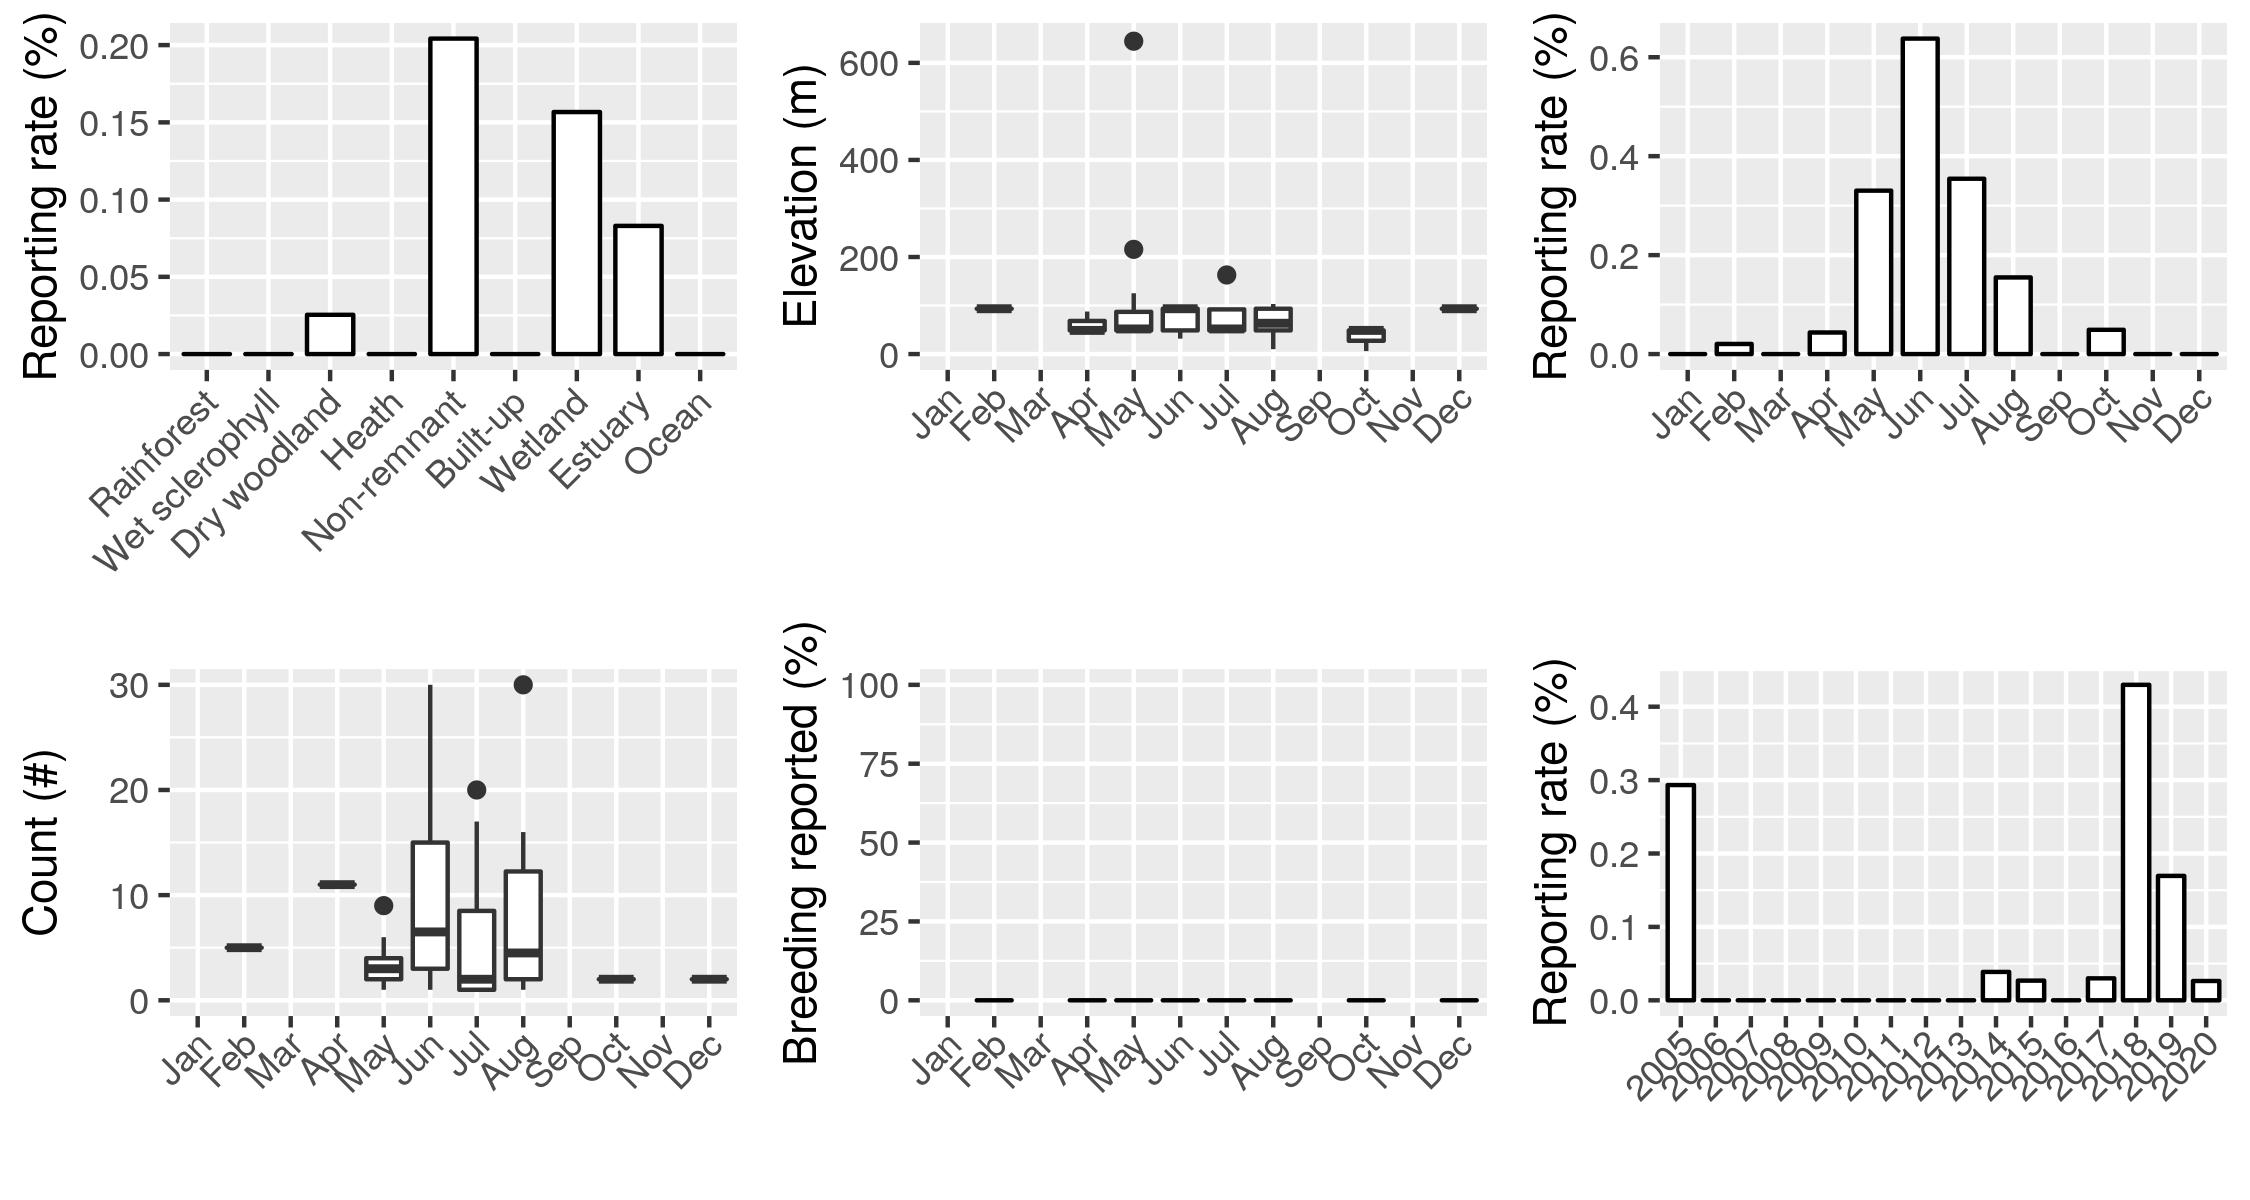 Reporting rate (%)
0.20
0.15
0.10
0.05
0.00
Rainforest
Wet sclerophyll
Dry woodland
Heath
Non-remnant
Built-up
Wetland
Estuary
Ocean
Elevation (m)
600
400
200
0
Jan
Feb
Mar
Apr
May
Jun
Jul
Aug
Sep
Oct
Nov
Dec
Reporting rate (%)
0.6
0.4
0.2
0.0
Jan
Feb
Mar
Apr
May
Jun
Jul
Aug
Sep
Oct
Nov
Dec
Count (#)
30
20
10
0
Jan
Feb
Mar
Apr
May
Jun
Jul
Aug
Sep
Oct
Nov
Dec
Breeding reported (%)
100
75
50
25
0
Jan
Feb
Mar
Apr
May
Jun
Jul
Aug
Sep
Oct
Nov
Dec
Reporting rate (%)
0.4
0.3
0.2
0.1
0.0
2005
2006
2007
2008
2009
2010
2011
2012
2013
2014
2015
2016
2017
2018
2019
2020